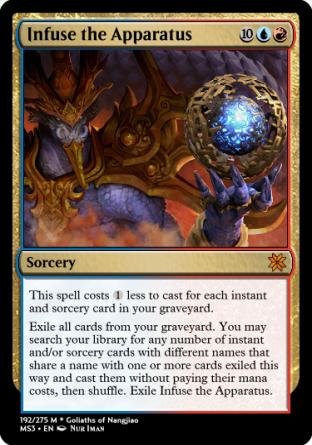 Infuse the Apparatus 10
Sorcery
This spell costs 1 less to cast for each instant
and sorcery card in your graveyard.
Exile all cards from your graveyard. You may
search your library for any number of instant
and/or sorcery cards with different names that
share a name with one or more cards exiled this
way and cast them without paying their mana
costs, then shuffle. Exile Infuse the Apparatus.
192/275 M * Goliaths of Nangjiao
MS3 • EN Nur Iman